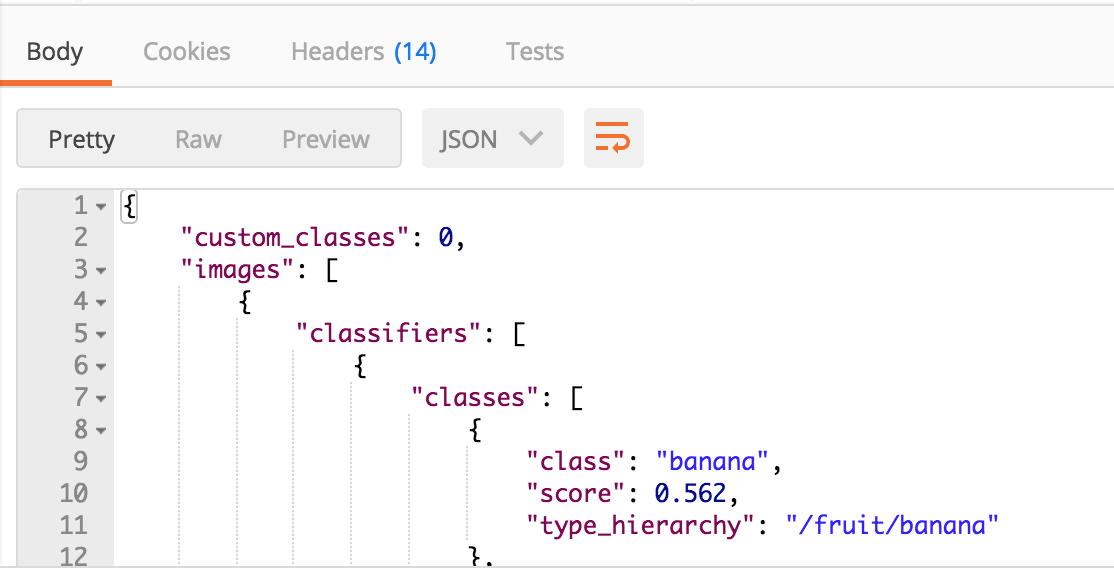 Body Cookies Headers (14) Tests
Pretty Raw Preview JSON
1 {
2 "custom_classes": 0,
3 "images": [
4 {
5 "classifiers": [
6 {
7 "classes": [
8 {
9 "class": "banana",
10 "score": 0.562,
11 "type_hierarchy": "/fruit/banana"
12 },